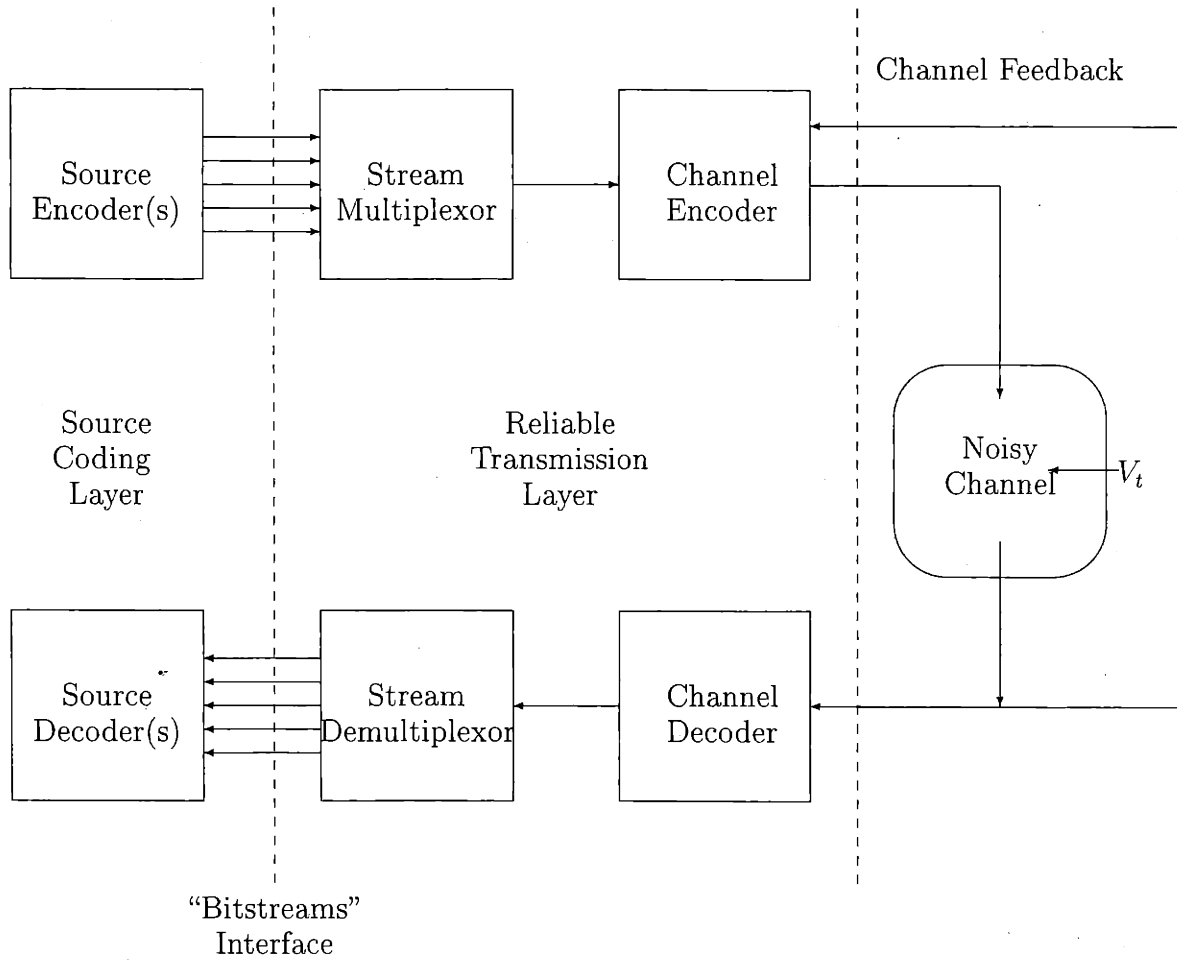 Channel Feedback
Source
Encoder(s)
Stream
Multiplexor
Channel
Encoder
Source
Coding
Layer
Reliable
Transmission
Layer
Noisy
Channel
V_t
Source
Decoder(s)
Stream
Demultiplexor
Channel
Decoder
“Bitstreams”
Interface